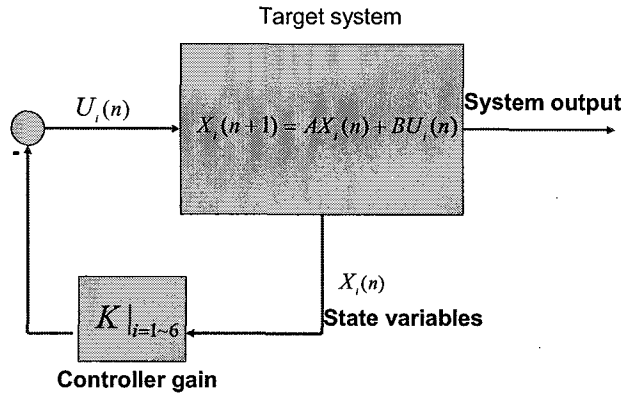 Target system
U_i(n)
X_i(n+1) = AX_i(n) + BU_i(n)
System output
-
X_i(n)
State variables
K|_{i=1~6}
Controller gain